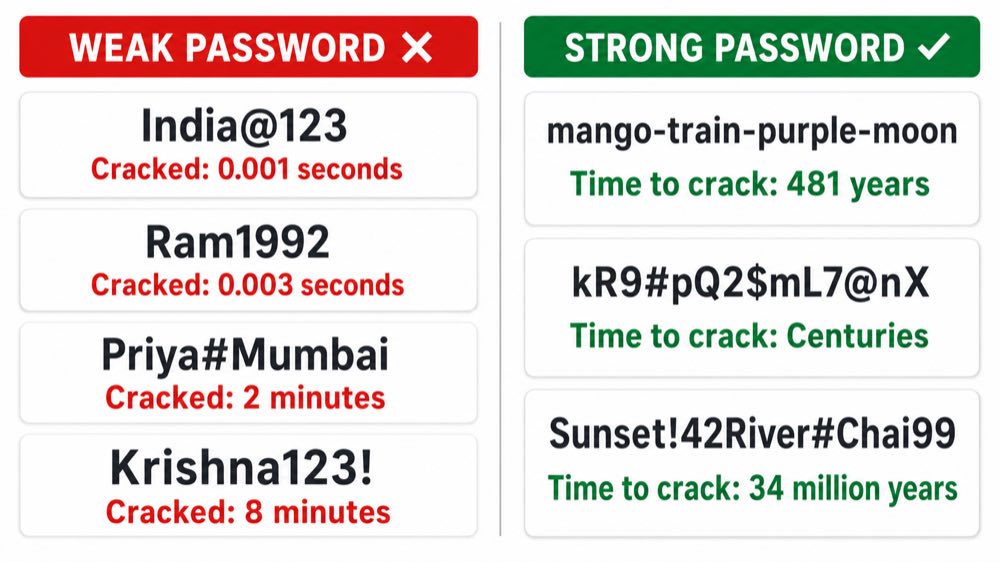 WEAK PASSWORD ✕
India@123
Cracked: 0.001 seconds
Ram1992
Cracked: 0.003 seconds
Priya#Mumbai
Cracked: 2 minutes
Krishna123!
Cracked: 8 minutes
STRONG PASSWORD ✓
mango-train-purple-moon
Time to crack: 481 years
kR9#pQ2$mL7@nX
Time to crack: Centuries
Sunset!42River#Chai99
Time to crack: 34 million years